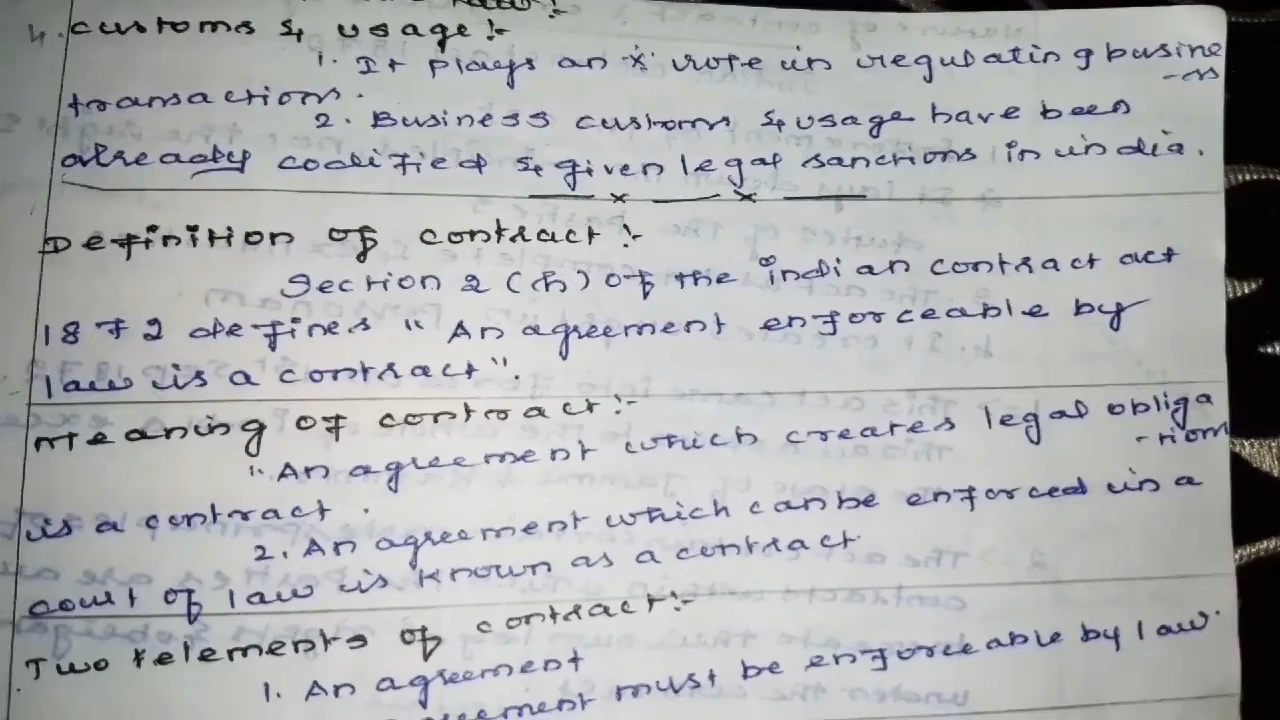 4. customs & usage :-
1. It plays an x role in regulating busine
-ss
transactions.
2. Business customs & usage have been
already codified & given legal sanctions in india.
Definition of contract :-
Section 2 (h) of the indian contract act
1872 defines "An agreement enforceable by
law is a contract".
Meaning of contract :-
1. An agreement which creates legal obliga
-tion
is a contract.
2. An agreement which can be enforced in a
court of law is known as a contract.
Two elements of contract :-
1. An agreement
must be enforceable by law.